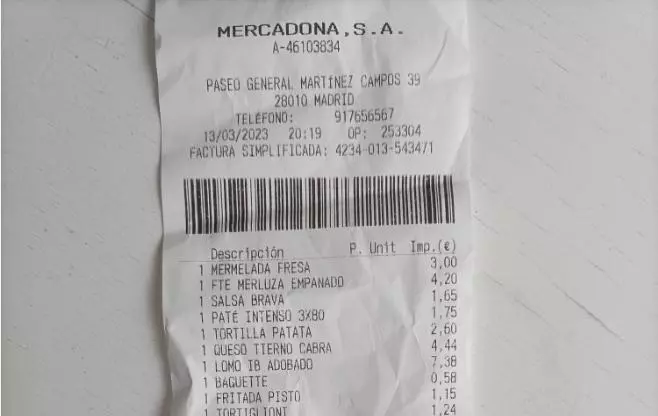 MERCADONA,S.A.
A-46103834
PASEO GENERAL MARTÍNEZ CAMPOS 39
28010 MADRID
TELÉFONO: 917656567
13/03/2023 20:19 OP: 253304
FACTURA SIMPLIFICADA: 4234-013-543471
Descripción P. Unit Imp.(€)
1 MERMELADA FRESA 3,00
1 FTE MERLUZA EMPANADO 4,20
1 SALSA BRAVA 1,65
1 PATÉ INTENSO 3X80 1,75
1 TORTILLA PATATA 2,60
1 QUESO TIERNO CABRA 4,44
1 LOMO IB ADOBADO 7,38
1 BAGUETTE 0,58
1 FRITADA PISTO 1,15
1 TORTIGLIONI 1,24